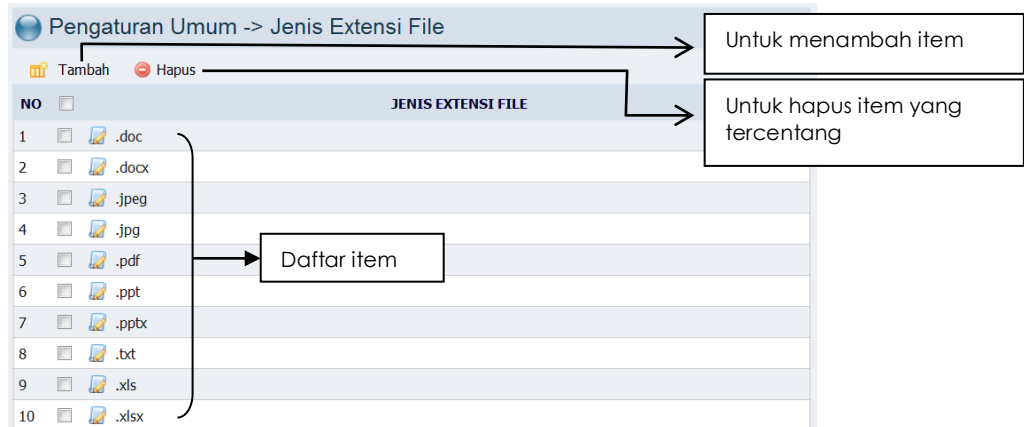 Pengaturan Umum -> Jenis Extensi File
Untuk menambah item
Tambah Hapus
Untuk hapus item yang
tercentang
NO JENIS EXTENSI FILE
1 .doc
2 .docx
3 .jpeg
4 .jpg
5 .pdf
Daftar item
6 .ppt
7 .pptx
8 .txt
9 .xls
10 .xlsx